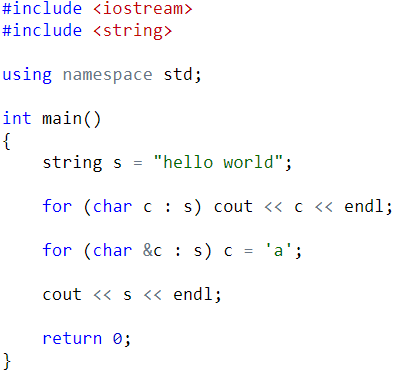 #include <iostream>
#include <string>
using namespace std;
int main()
{
    string s = "hello world";
    for (char c : s) cout << c << endl;
    for (char &c : s) c = 'a';
    cout << s << endl;
    return 0;
}